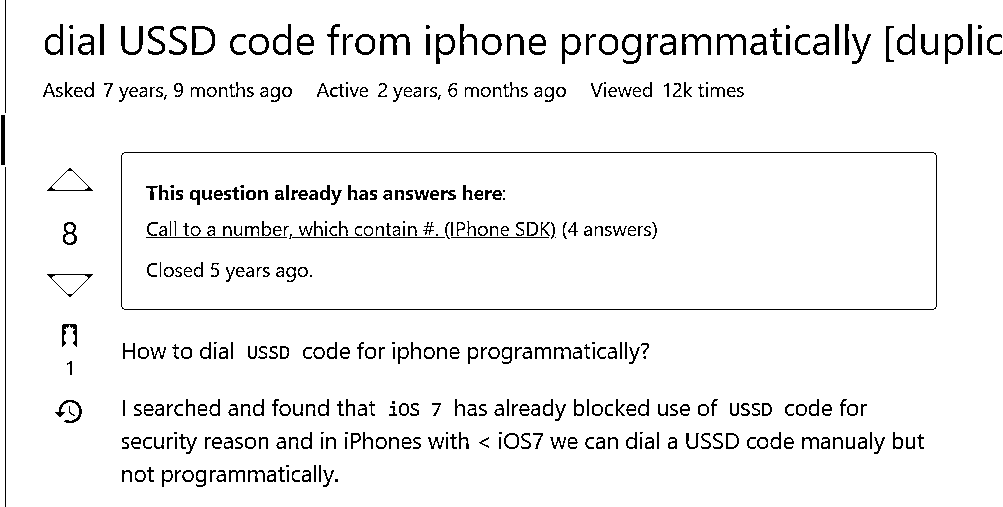 dial USSD code from iphone programmatically [duplic
Asked 7 years, 9 months ago Active 2 years, 6 months ago Viewed 12k times
This question already has answers here:
8
Call to a number, which contain #. (IPhone SDK) (4 answers)
Closed 5 years ago.
1
How to dial USSD code for iphone programmatically?
I searched and found that iOS 7 has already blocked use of USSD code for
security reason and in iPhones with < iOS7 we can dial a USSD code manualy but
not programmatically.